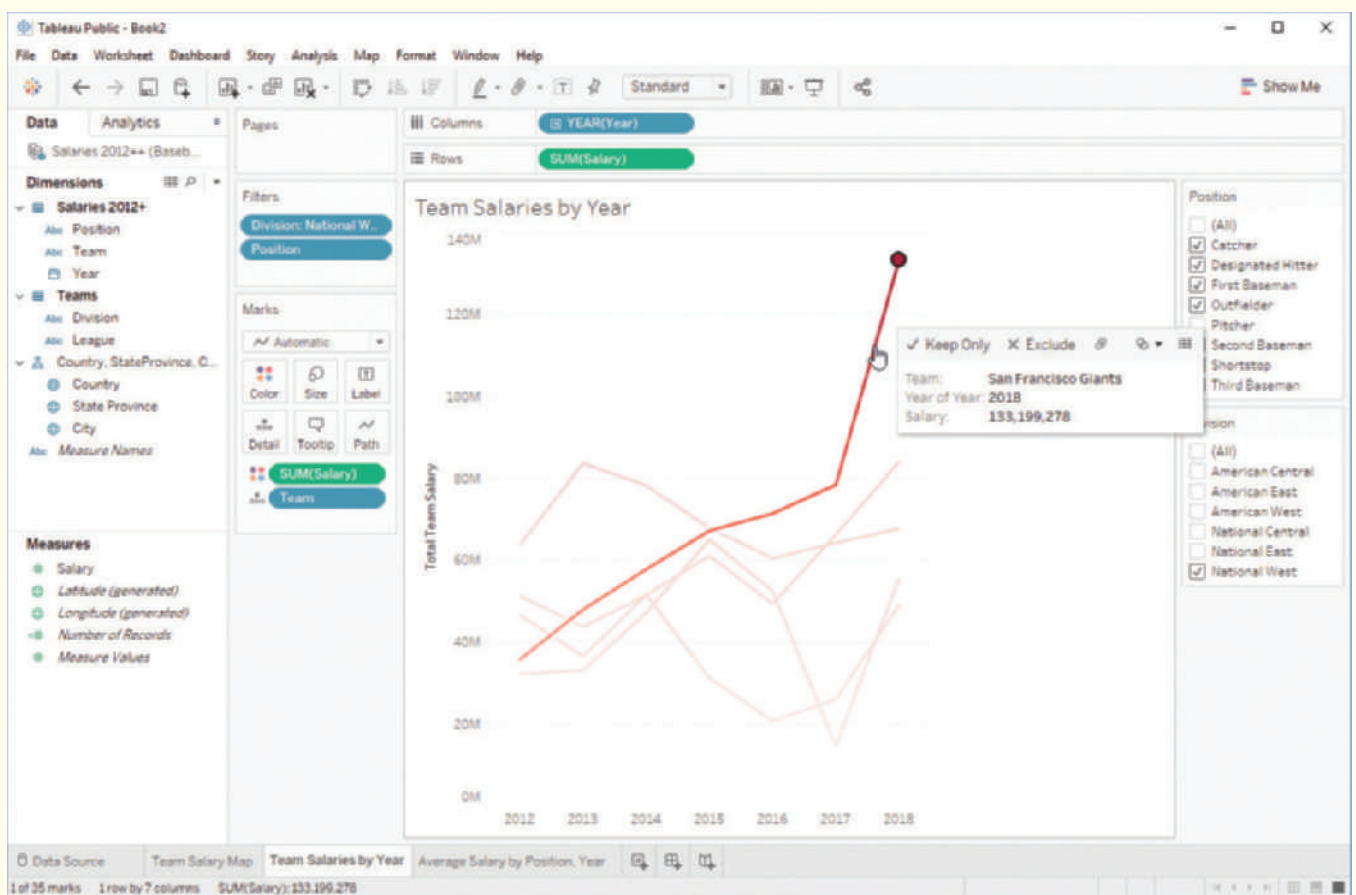 Tableau Public - Book2
File Data Worksheet Dashboard Story Analysis Map Format Window Help
Standard
Show Me
Data Analytics
Salaries 2012++ (Baseb...
Dimensions
Salaries 2012+
Abc Position
Abc Team
Year
Teams
Abc Division
Abc League
Country, StateProvince, C...
Country
State Province
City
Abc Measure Names
Measures
Salary
Latitude (generated)
Longitude (generated)
Number of Records
Measure Values
Pages
Filters
Division: National W..
Position
Marks
Automatic
Color Size Label
Detail Tooltip Path
SUM(Salary)
Team
Columns YEAR(Year)
Rows SUM(Salary)
Team Salaries by Year
140M
120M
100M
80M
60M
40M
20M
0M
Total Team Salary
2012 2013 2014 2015 2016 2017 2018
Keep Only Exclude
Team: San Francisco Giants
Year of Year: 2018
Salary: 133,199,278
Position
(All)
Catcher
Designated Hitter
First Baseman
Outfielder
Pitcher
Second Baseman
Shortstop
Third Baseman
vision
(All)
American Central
American East
American West
National Central
National East
National West
Data Source Team Salary Map Team Salaries by Year Average Salary by Position, Year
1 of 35 marks 1 row by 7 columns SUM(Salary): 133,199,278